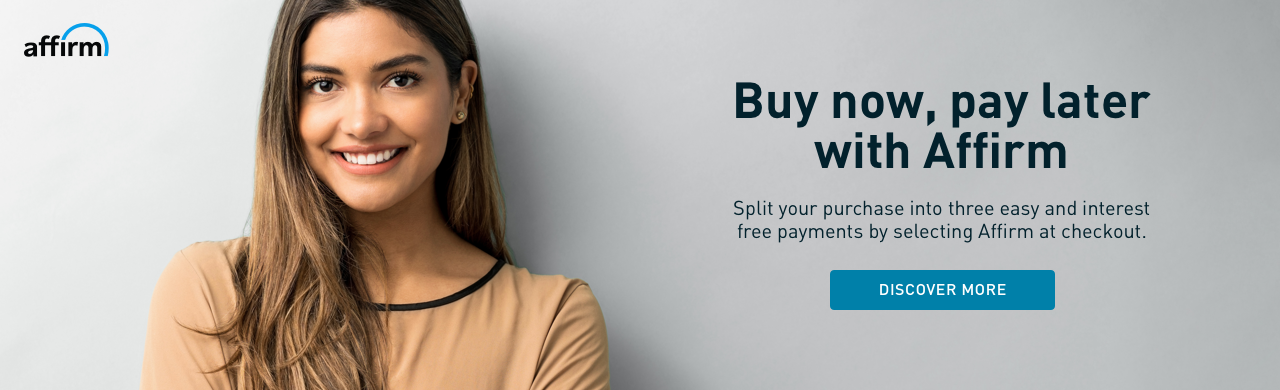 affirm
Buy now, pay later
with Affirm
Split your purchase into three easy and interest
free payments by selecting Affirm at checkout.
DISCOVER MORE